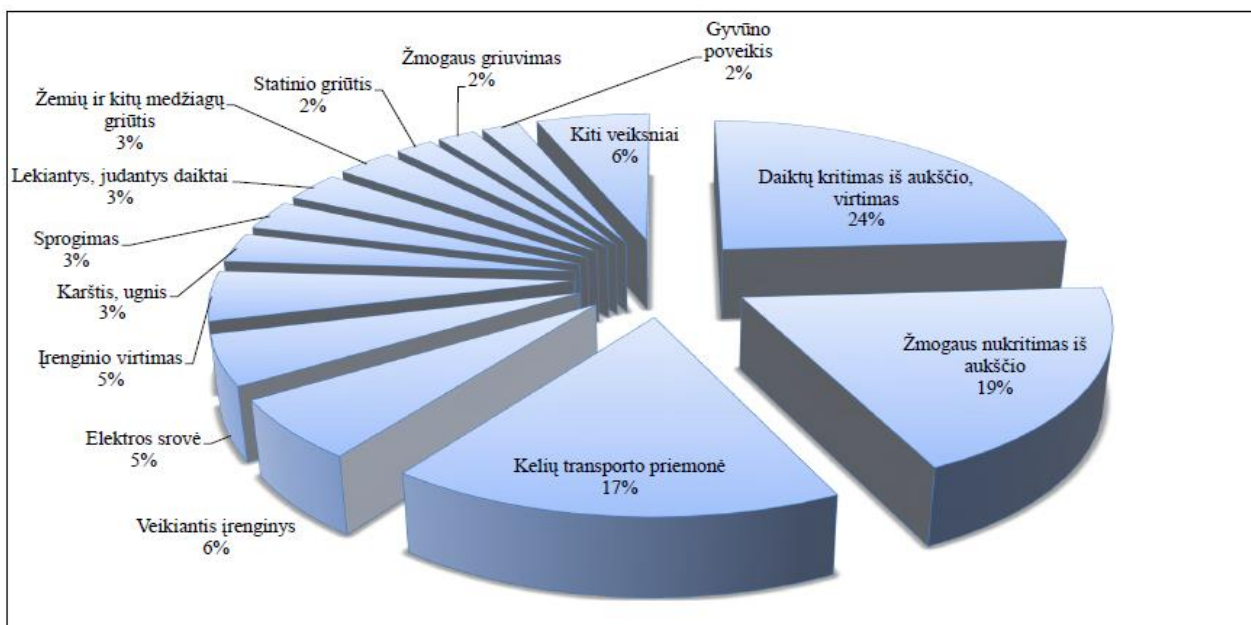 Gyvūno
poveikis
2%
Žmogaus griuvimas
2%
Statinio griūtis
2%
Žemių ir kitų medžiagų
griūtis
3%
Lekiantys, judantys daiktai
3%
Sprogimas
3%
Karštis, ugnis
3%
Įrenginio virtimas
5%
Elektros srovė
5%
Veikiantis įrenginys
6%
Kelių transporto priemonė
17%
Žmogaus nukritimas iš
aukščio
19%
Daiktų kritimas iš aukščio,
virtimas
24%
Kiti veiksniai
6%